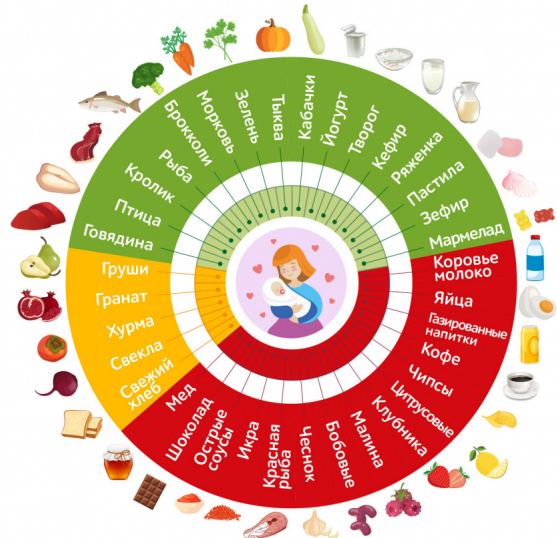 Говядина
Птица
Кролик
Рыба
Брокколи
Морковь
Зелень
Тыква
Кабачки
Йогурт
Творог
Кефир
Ряженка
Пастила
Зефир
Мармелад
Коровье
молоко
Яйца
Газированные
напитки
Кофе
Чипсы
Цитрусовые
Клубника
Малина
Бобовые
Чеснок
Красная
рыба
Икра
Острые
соусы
Шоколад
Мед
Свежий
хлеб
Свекла
Хурма
Гранат
Груши